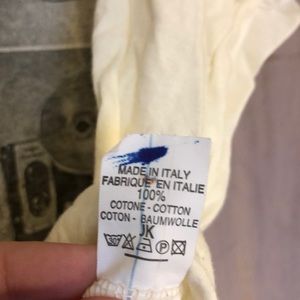 MADE IN ITALY
FABRIQUE EN ITALIE
100%
COTONE - COTTON
COTON - BAUMWOLLE
JK